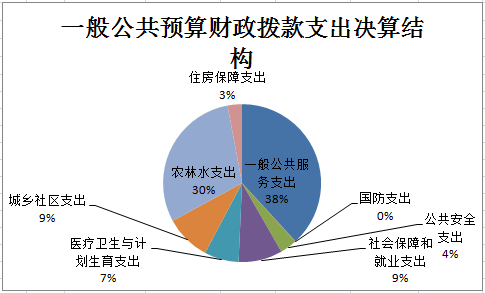 一般公共预算财政拨款支出决算结
构
住房保障支出
3%
农林水支出
30%
一般公共服
务支出
38%
国防支出
0%
公共安全
支出
4%
社会保障和
就业支出
9%
医疗卫生与计
划生育支出
7%
城乡社区支出
9%